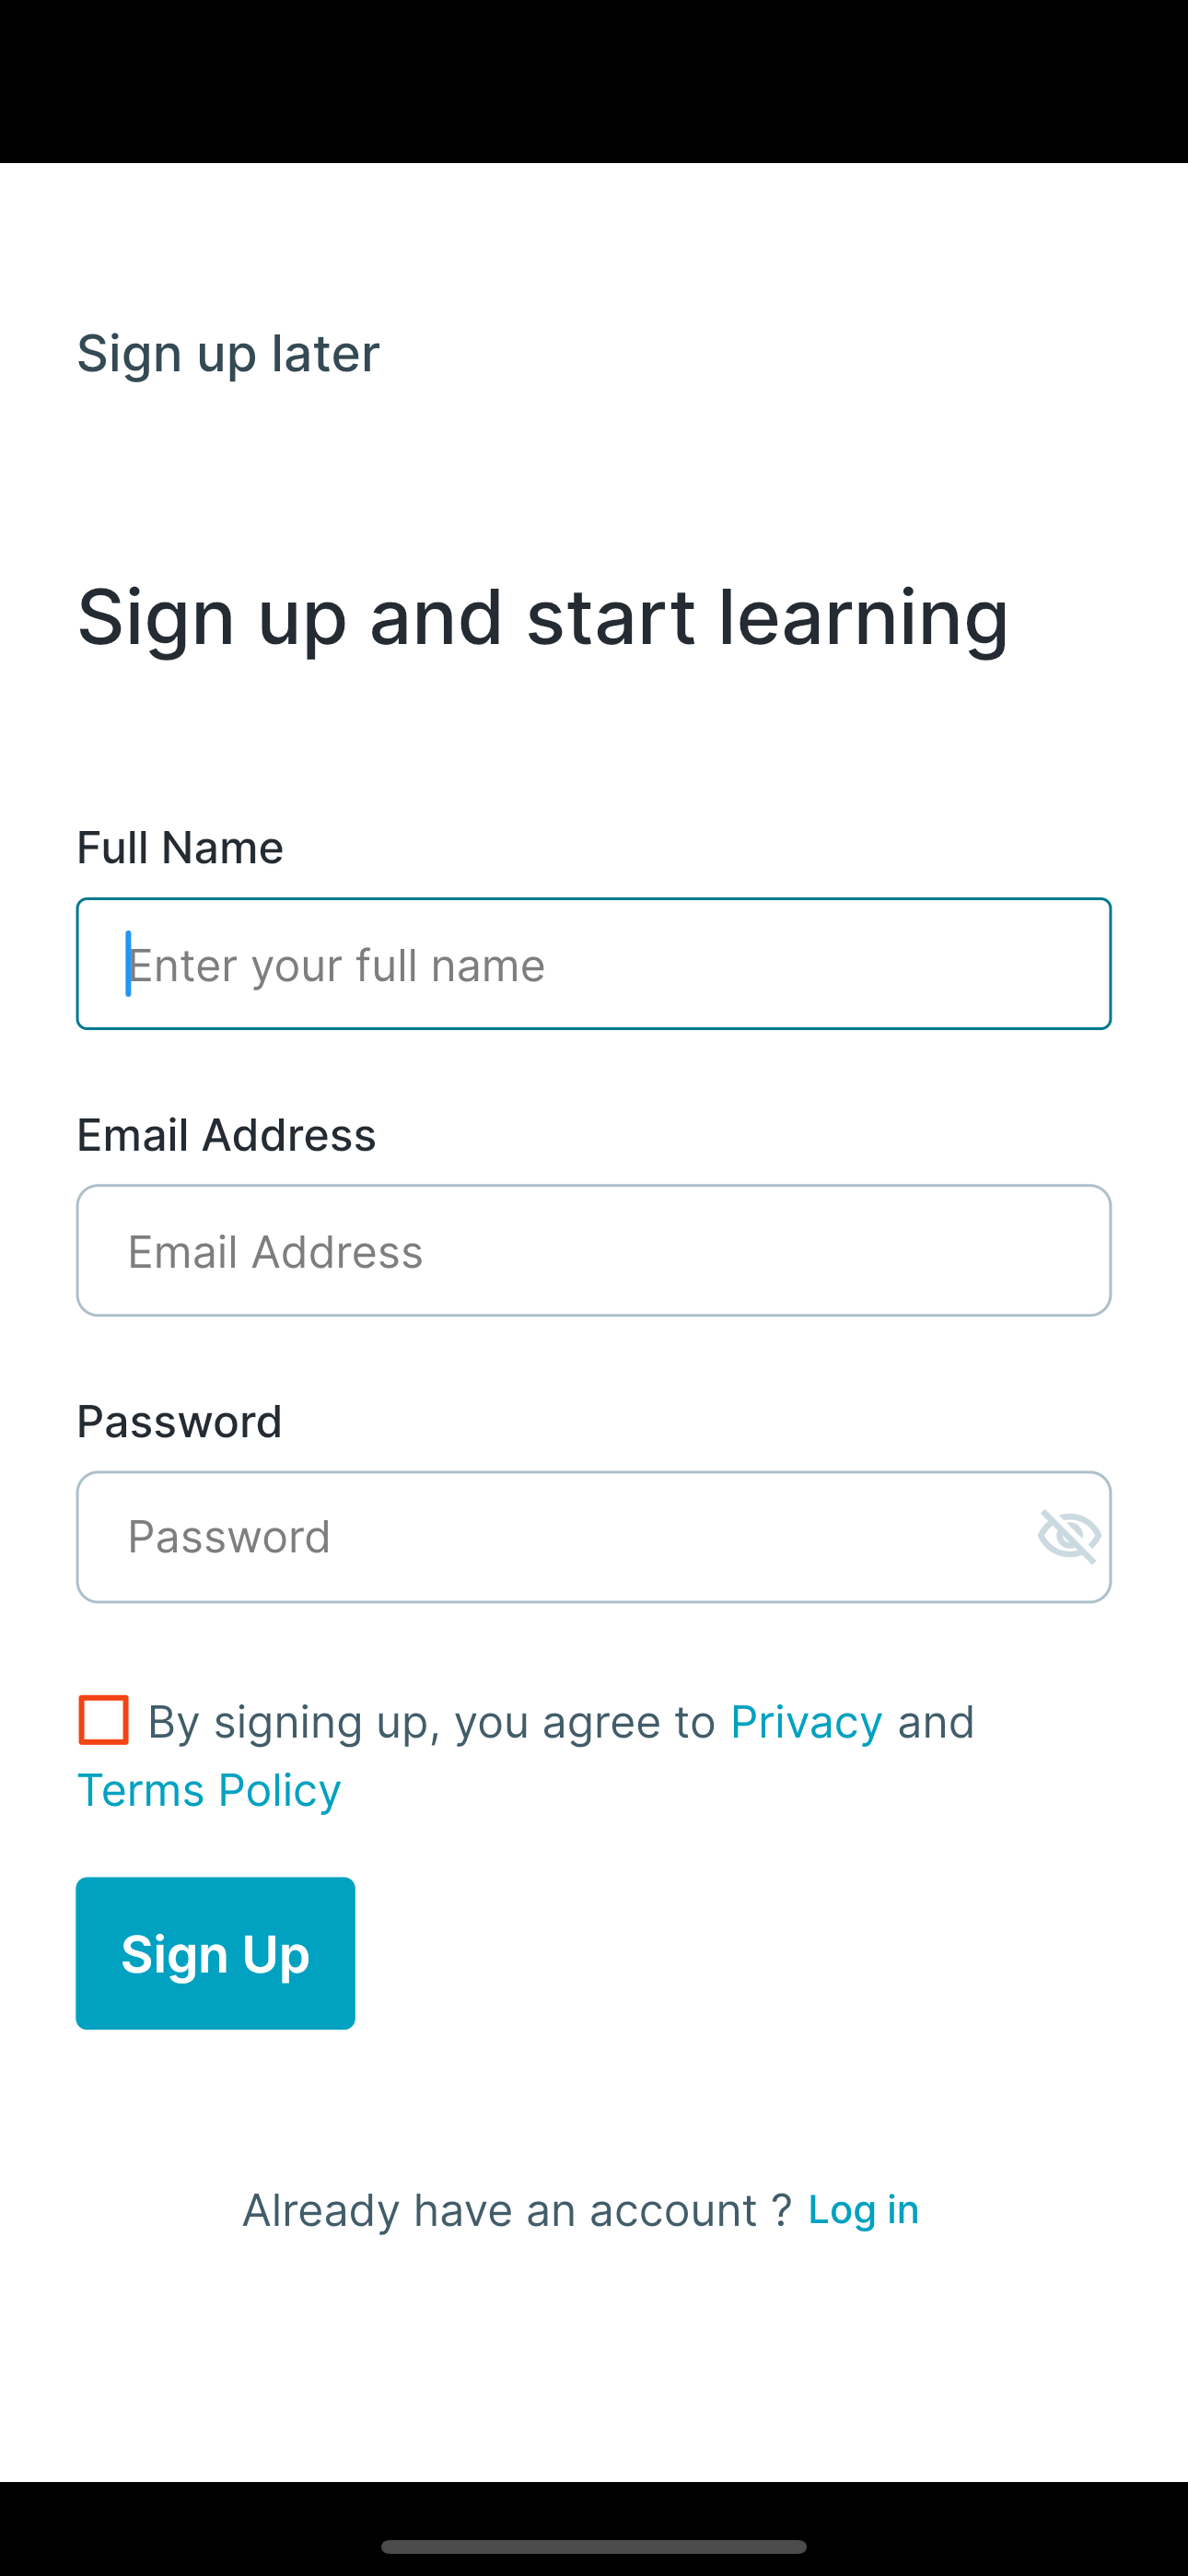 Sign up later
Sign up and start learning
Full Name
Enter your full name
Email Address
Email Address
Password
Password
By signing up, you agree to Privacy and
Terms Policy
Sign Up
Already have an account ? Log in